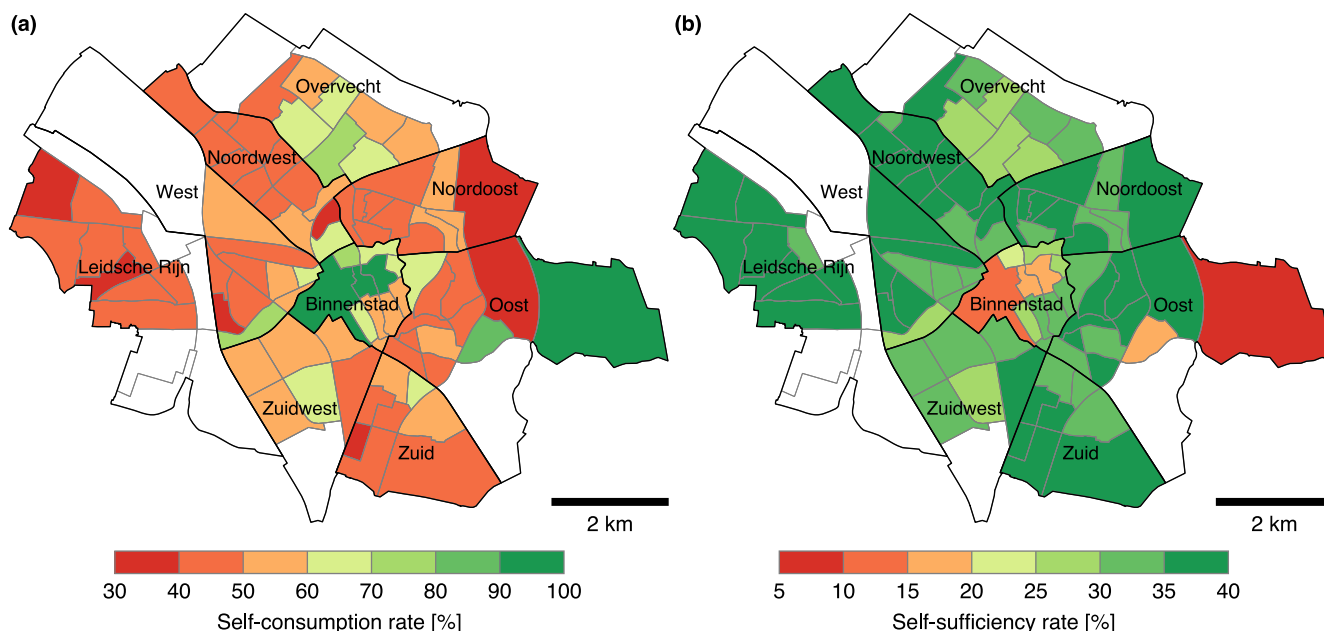 (a)
Overvecht
Noordwest
Noordoost
West
Leidsche Rijn
Binnenstad
Oost
Zuidwest
Zuid
2 km
30 40 50 60 70 80 90 100
Self-consumption rate [%]
(b)
Overvecht
Noordwest
Noordoost
West
Leidsche Rijn
Binnenstad
Oost
Zuidwest
Zuid
2 km
5 10 15 20 25 30 35 40
Self-sufficiency rate [%]